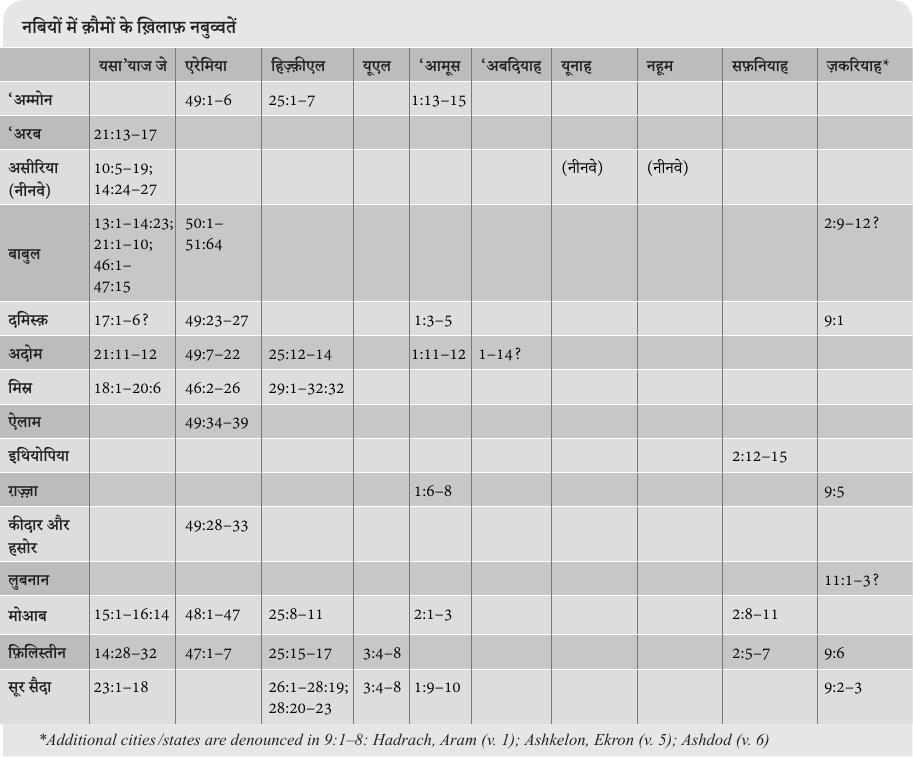 नबियों में क़ौमों के ख़िलाफ़ नबुव्वतें
यसा’याज जे एरेमिया हिज़्क़ीएल यूएल ‘आमूस ‘अबदियाह यूनाह नहूम सफ़नियाह ज़करियाह*
‘अम्मोन 49:1–6 25:1–7 1:13–15
‘अरब 21:13–17
असीरिया 10:5–19; (नीनवे) (नीनवे)
(नीनवे) 14:24–27
13:1–14:23; 50:1– 2:9–12?
21:1–10; 51:64
बाबुल
46:1–
47:15
दमिस्क़ 17:1–6? 49:23–27 1:3–5 9:1
अदोम 21:11–12 49:7–22 25:12–14 1:11–12 1–14?
मिस्र 18:1–20:6 46:2–26 29:1–32:32
ऐलाम 49:34–39
इथियोपिया 2:12–15
ग़ज़्ज़ा 1:6–8 9:5
कीदार और 49:28–33
हसोर
लुबनान 11:1–3?
मोआब 15:1–16:14 48:1–47 25:8–11 2:1–3 2:8–11
फ़िलिस्तीन 14:28–32 47:1–7 25:15–17 3:4–8 2:5–7 9:6
सूर सैदा 23:1–18 26:1–28:19; 3:4–8 1:9–10 9:2–3
28:20–23
*Additional cities/states are denounced in 9:1–8: Hadrach, Aram (v. 1); Ashkelon, Ekron (v. 5); Ashdod (v. 6)